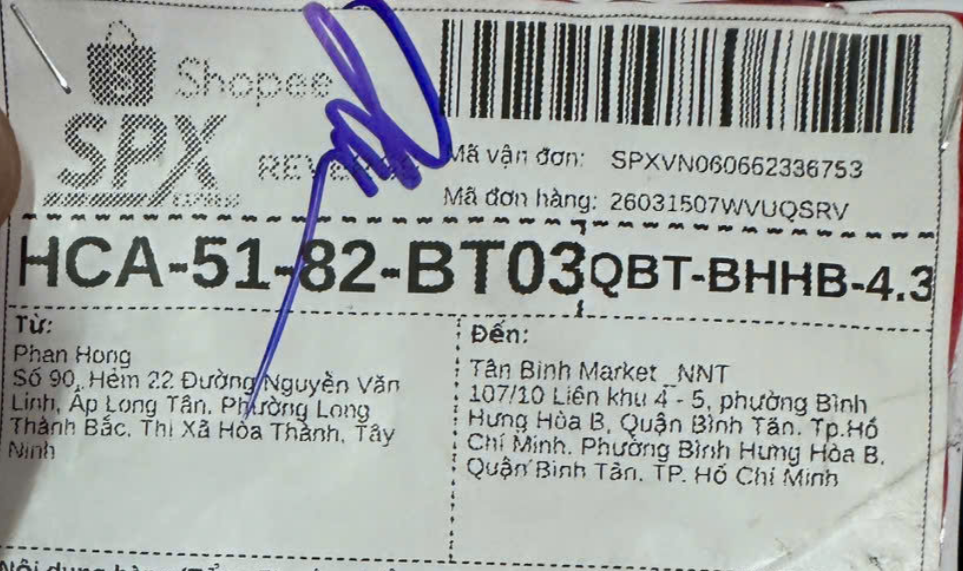 Shopee
SPX
Mã vận đơn: SPXVN060662336753
Mã đơn hàng: 26031507WVUQSRV
HCA-51-82-BT03
QBT-BHHB-4.3
Từ:
Phan Hong
Số 90, Hẻm 22 Đường Nguyễn Văn
Linh, Ấp Long Tân, Phường Long
Thành Bắc, Thị Xã Hòa Thành, Tây
Ninh
Đến:
Tân Bình Market _NNT
107/10 Liên khu 4 - 5, phường Bình
Hưng Hòa B, Quận Bình Tân, Tp.Hồ
Chí Minh, Phường Bình Hưng Hòa B,
Quận Bình Tân, TP. Hồ Chí Minh